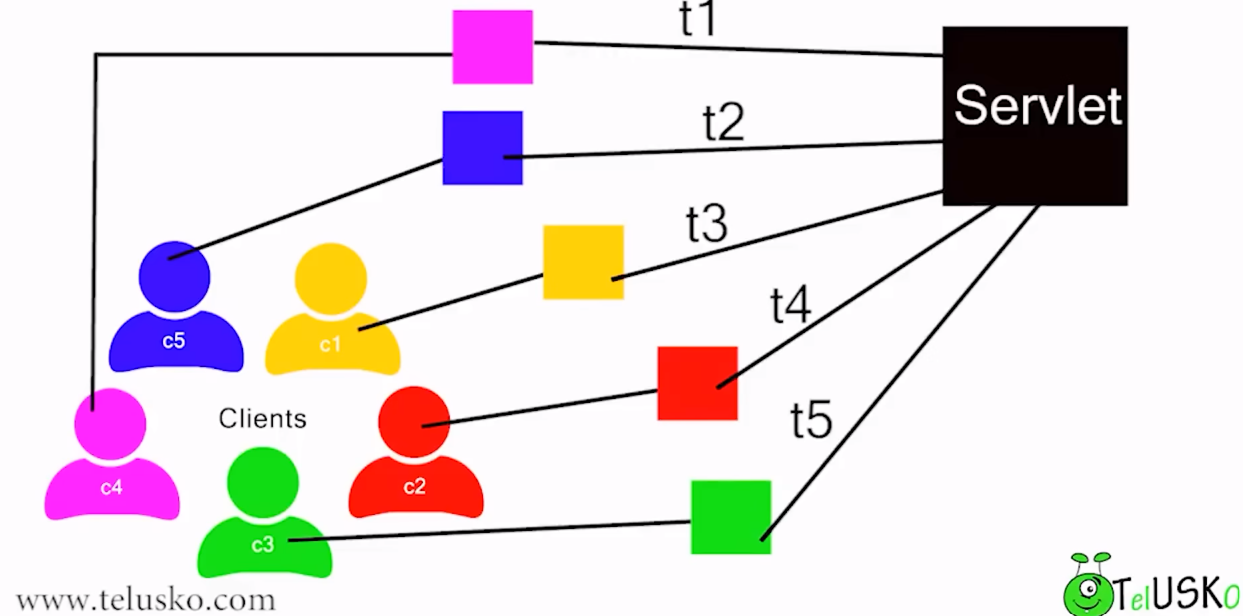 t1
Servlet
t2
t3
t4
t5
c5
c1
Clients
c4
c2
c3
www.telusko.com
TelUSKo